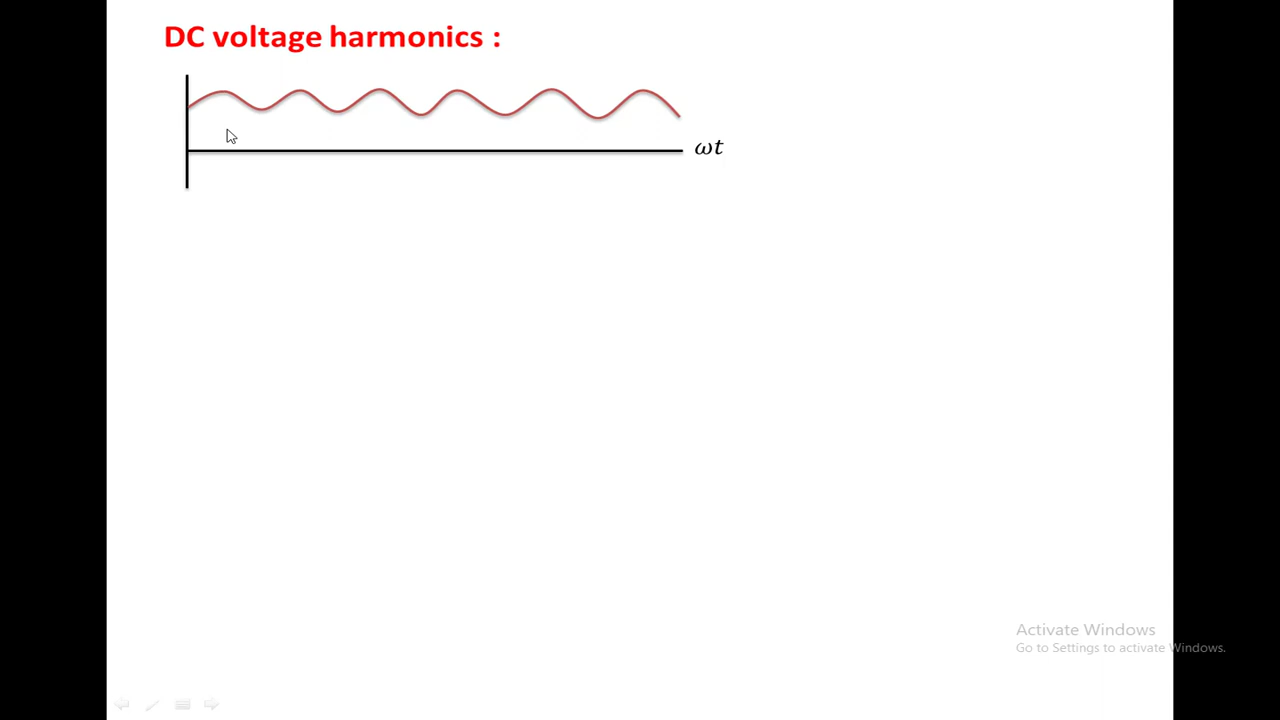 DC voltage harmonics :
ωt
Activate Windows
Go to Settings to activate Windows.